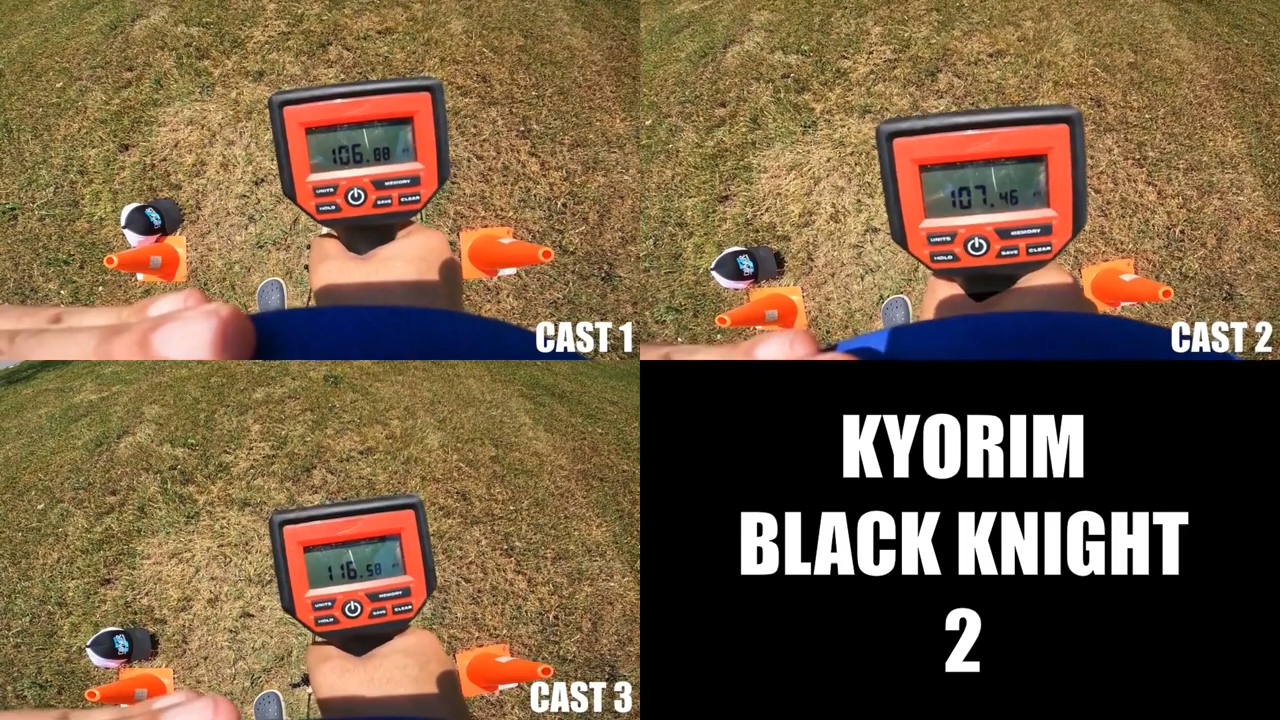 106.88
UNITS
MEMORY
HOLD
SAVE
CLEAR
CAST 1
107.46
UNITS
MEMORY
HOLD
SAVE
CLEAR
CAST 2
116.58
UNITS
MEMORY
HOLD
SAVE
CLEAR
CAST 3
KYORIM
BLACK KNIGHT
2